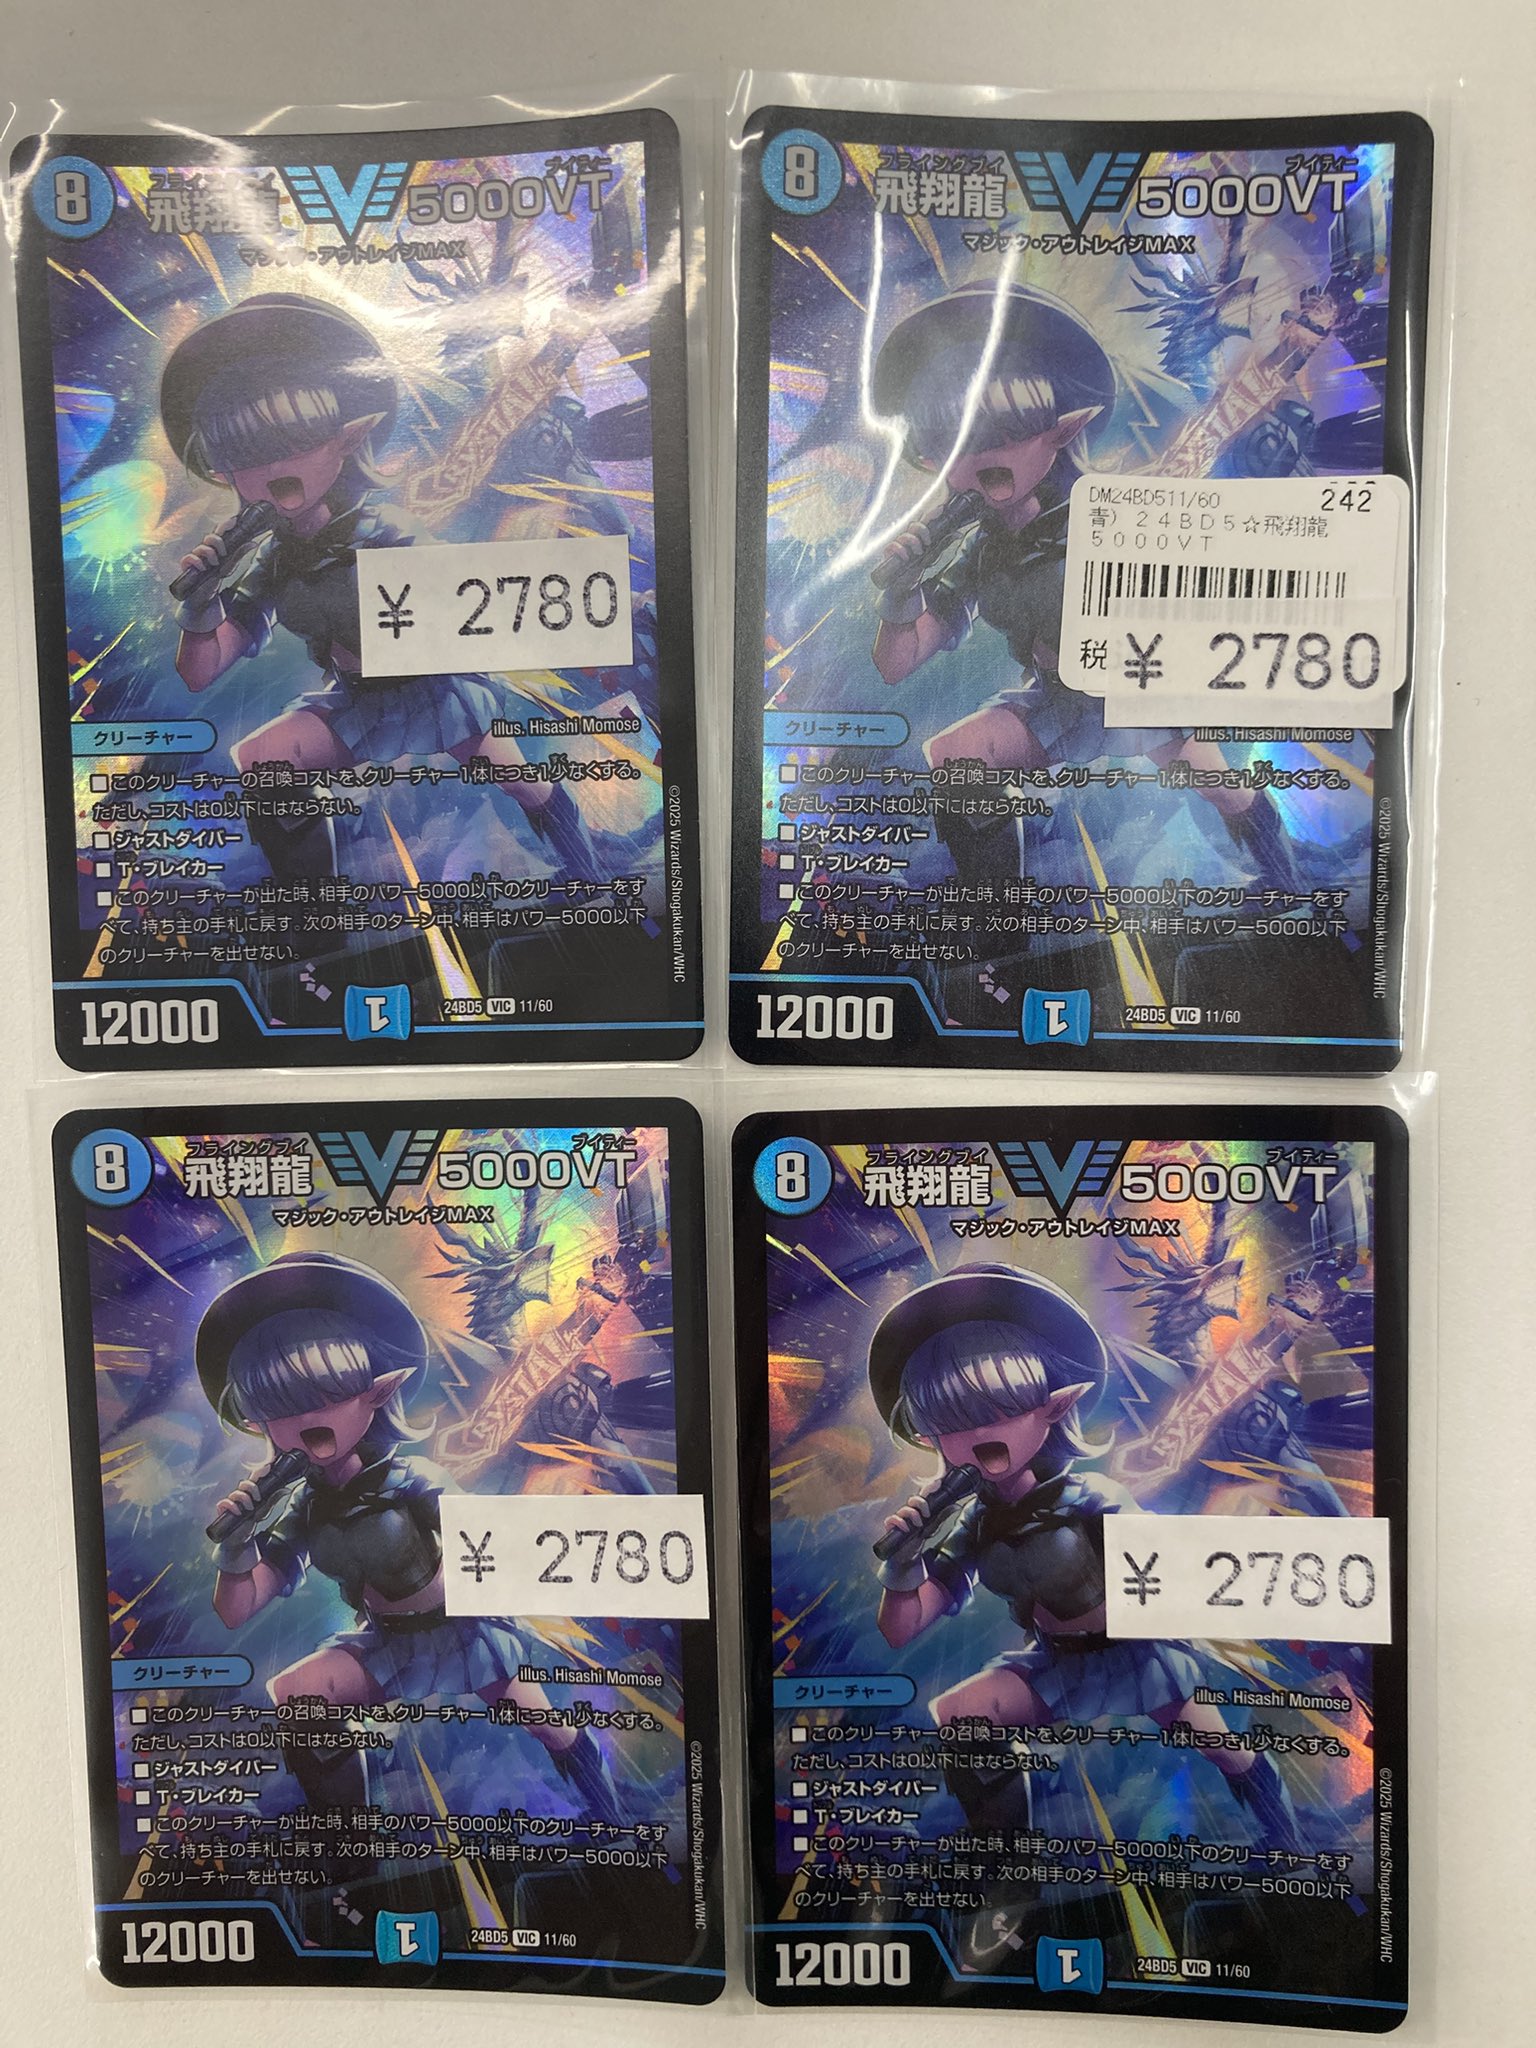 8
フライングブイ
ブイティー
飛翔龍 5000VT
マジック・アウトレイジMAX
CRYSTAL
¥ 2780
クリーチャー
illus. Hisashi Momose
■このクリーチャーの召喚コストを、クリーチャー1体につき1少なくする。
ただし、コストは0以下にはならない。
■ジャストダイバー
■T・ブレイカー
■このクリーチャーが出た時、相手のパワー5000以下のクリーチャーをす
べて、持ち主の手札に戻す。次の相手のターン中、相手はパワー5000以下
のクリーチャーを出せない。
©2025 Wizards/Shogakukan/WHC
12000
1
24BD5 VIC 11/60
8
フライングブイ
ブイティー
飛翔龍 5000VT
マジック・アウトレイジMAX
CRYSTAL
DM24BD511/60
242
青) 24BD5☆飛翔龍
5000VT
税
¥ 2780
クリーチャー
illus. Hisashi Momose
■このクリーチャーの召喚コストを、クリーチャー1体につき1少なくする。
ただし、コストは0以下にはならない。
■ジャストダイバー
■T・ブレイカー
■このクリーチャーが出た時、相手のパワー5000以下のクリーチャーをす
べて、持ち主の手札に戻す。次の相手のターン中、相手はパワー5000以下
のクリーチャーを出せない。
©2025 Wizards/Shogakukan/WHC
12000
1
24BD5 VIC 11/60
8
フライングブイ
ブイティー
飛翔龍 5000VT
マジック・アウトレイジMAX
CRYSTAL
¥ 2780
クリーチャー
illus. Hisashi Momose
■このクリーチャーの召喚コストを、クリーチャー1体につき1少なくする。
ただし、コストは0以下にはならない。
■ジャストダイバー
■T・ブレイカー
■このクリーチャーが出た時、相手のパワー5000以下のクリーチャーをす
べて、持ち主の手札に戻す。次の相手のターン中、相手はパワー5000以下
のクリーチャーを出せない。
©2025 Wizards/Shogakukan/WHC
12000
1
24BD5 VIC 11/60
8
フライングブイ
ブイティー
飛翔龍 5000VT
マジック・アウトレイジMAX
CRYSTAL
¥ 2780
クリーチャー
illus. Hisashi Momose
■このクリーチャーの召喚コストを、クリーチャー1体につき1少なくする。
ただし、コストは0以下にはならない。
■ジャストダイバー
■T・ブレイカー
■このクリーチャーが出た時、相手のパワー5000以下のクリーチャーをす
べて、持ち主の手札に戻す。次の相手のターン中、相手はパワー5000以下
のクリーチャーを出せない。
©2025 Wizards/Shogakukan/WHC
12000
1
24BD5 VIC 11/60